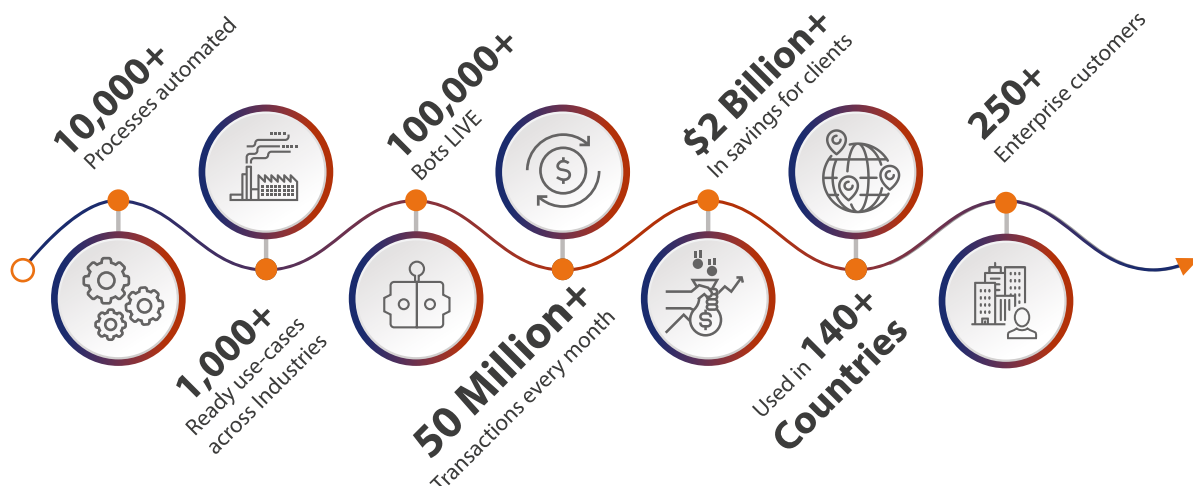 10,000+
Processes automated
1,000+
Ready use-cases
across Industries
100,000+
Bots LIVE
50 Million+
Transactions every month
$2 Billion+
In savings for clients
Used in 140+
Countries
250+
Enterprise customers